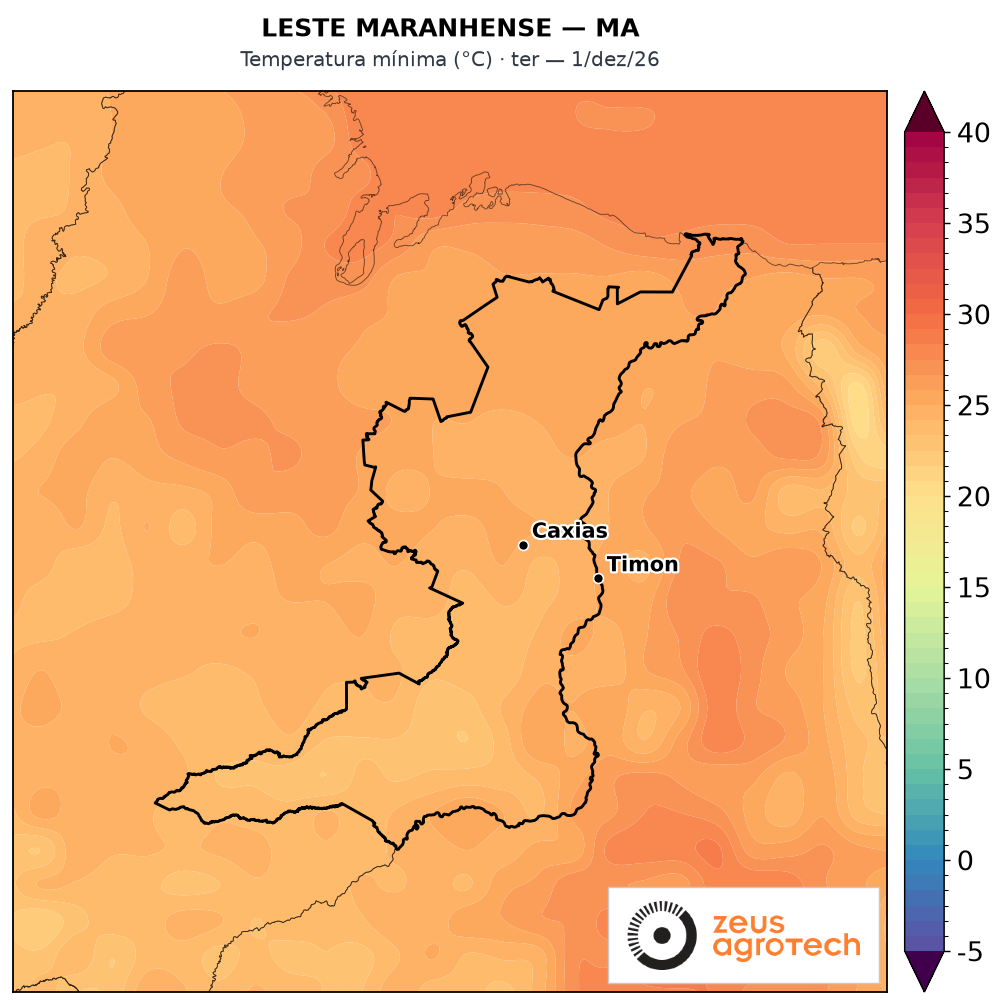 LESTE MARANHENSE — MA
Temperatura mínima (°C) · ter — 1/dez/26
40
35
30
25
20
15
10
5
0
-5
Caxias
Timon
zeus
agrotech